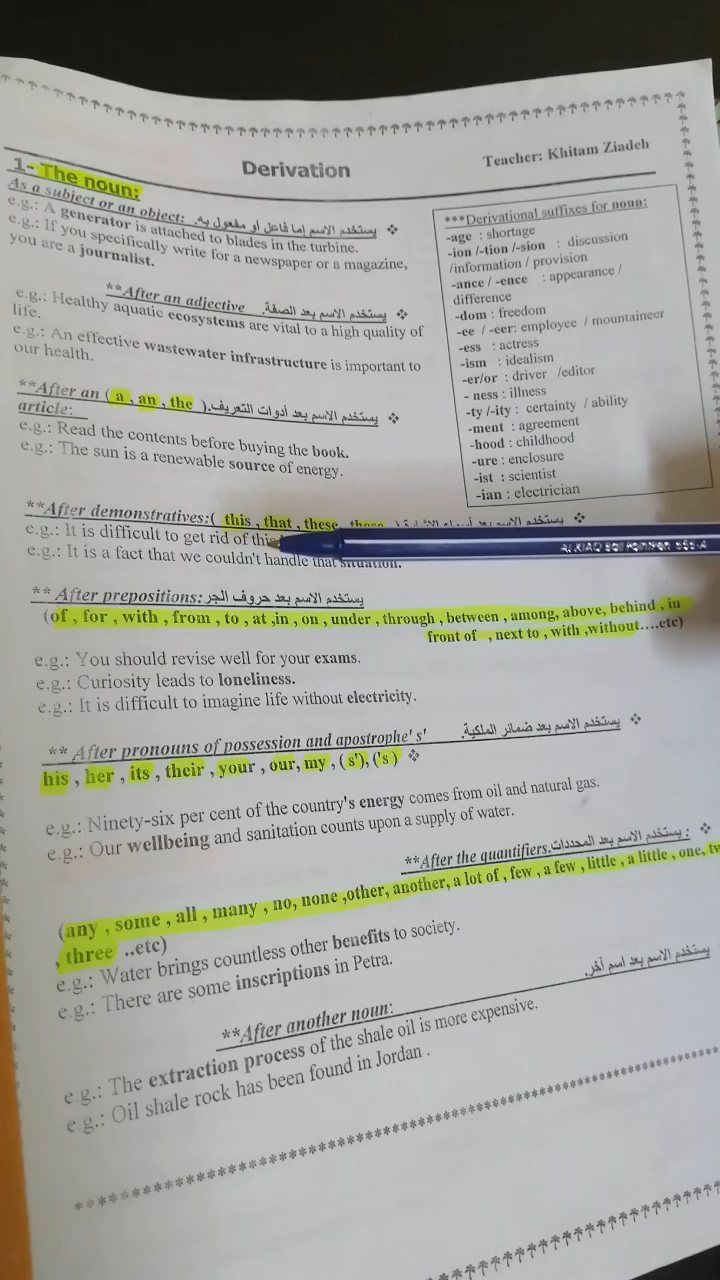 Derivation
Teacher: Khitam Ziadeh
1- The noun:
As a subject or an object: يستخدم الاسم إما فاعل أو مفعول به.
e.g.: A generator is attached to blades in the turbine.
e.g.: If you specifically write for a newspaper or a magazine,
you are a journalist.
**After an adjective يستخدم الاسم بعد الصفة.
e.g.: Healthy aquatic ecosystems are vital to a high quality of
life.
e.g.: An effective wastewater infrastructure is important to
our health.
**After an ( a , an , the ) يستخدم الاسم بعد أدوات التعريف.
article:
e.g.: Read the contents before buying the book.
e.g.: The sun is a renewable source of energy.
***Derivational suffixes for noun:
-age : shortage
-ion /-tion /-sion : discussion
/information / provision
-ance / -ence : appearance /
difference
-dom : freedom
-ee / -eer: employee / mountaineer
-ess : actress
-ism : idealism
-er/or : driver /editor
- ness : illness
-ty /-ity : certainty / ability
-ment : agreement
-hood : childhood
-ure : enclosure
-ist : scientist
-ian : electrician
**After demonstratives:( this , that , these , يستخدم الاسم بعد
e.g.: It is difficult to get rid of this
e.g.: It is a fact that we couldn't handle that situation.
** After prepositions: يستخدم الاسم بعد حروف الجر
(of , for , with , from , to , at ,in , on , under , through , between , among, above, behind , in
front of , next to , with ,without….etc)
e.g.: You should revise well for your exams.
e.g.: Curiosity leads to loneliness.
e.g.: It is difficult to imagine life without electricity.
** After pronouns of possession and apostrophe' s' يستخدم الاسم بعد ضمائر الملكية.
his , her , its , their , your , our, my , ( s'), ('s )
e.g.: Ninety-six per cent of the country's energy comes from oil and natural gas.
e.g.: Our wellbeing and sanitation counts upon a supply of water.
**After the quantifiers. يستخدم الاسم بعد المحددات :
(any , some , all , many , no, none ,other, another, a lot of , few , a few , little , a little , one,
, three ..etc)
e.g.: Water brings countless other benefits to society.
e.g.: There are some inscriptions in Petra.
**After another noun: يستخدم الاسم بعد اسم آخر.
e.g.: The extraction process of the shale oil is more expensive.
e.g.: Oil shale rock has been found in Jordan .